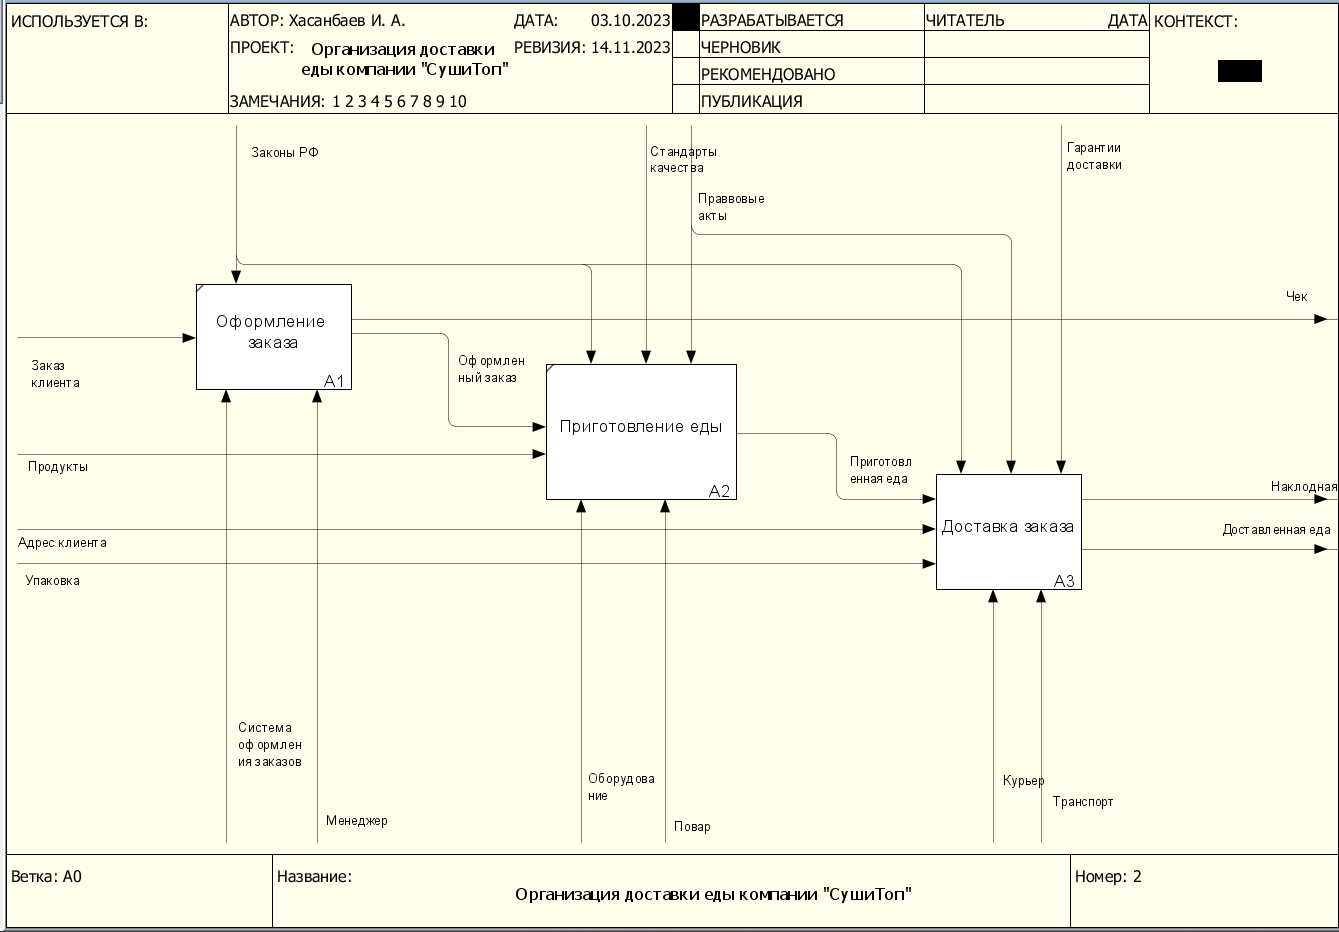 ИСПОЛЬЗУЕТСЯ В:
АВТОР: Хасанбаев И. А.
ДАТА: 03.10.2023
ПРОЕКТ: Организация доставки
еды компании "СушиТоп"
РЕВИЗИЯ: 14.11.2023
ЗАМЕЧАНИЯ: 1 2 3 4 5 6 7 8 9 10
РАЗРАБАТЫВАЕТСЯ
ЧЕРНОВИК
РЕКОМЕНДОВАНО
ПУБЛИКАЦИЯ
ЧИТАТЕЛЬ ДАТА
КОНТЕКСТ:
Законы РФ
Стандарты
качества
Праввовые
акты
Гарантии
доставки
Оформление
заказа
A1
Чек
Заказ
клиента
Оформлен
ный заказ
Приготовление еды
A2
Продукты
Приготовл
енная еда
Наклодная
Доставка заказа
A3
Доставленная еда
Адрес клиента
Упаковка
Система
оформлен
ия заказов
Менеджер
Оборудова
ние
Повар
Курьер
Транспорт
Ветка: A0
Название:
Организация доставки еды компании "СушиТоп"
Номер: 2